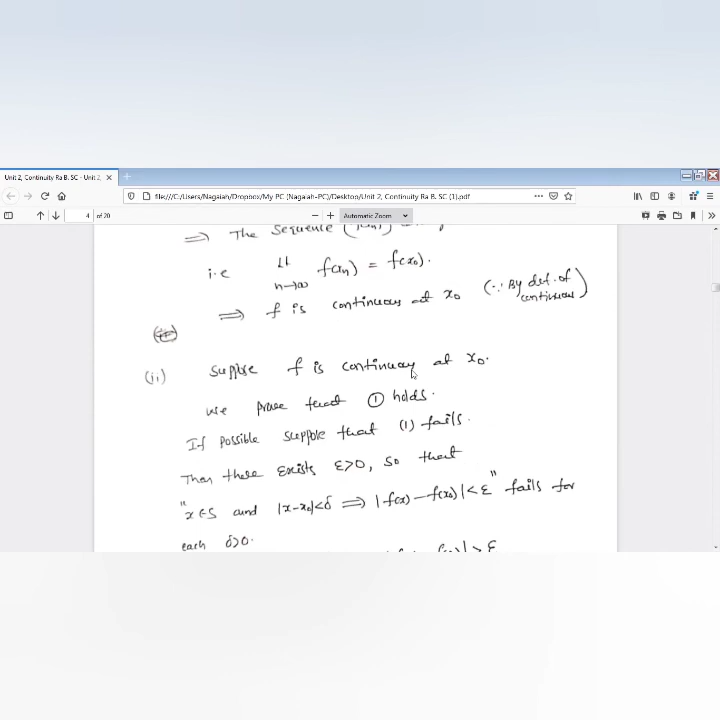 Unit 2, Continuity Ra B. SC - Unit 2,
file:///C:/Users/Nagaiah/Dropbox/My PC (Nagaiah-PC)/Desktop/Unit 2, Continuity Ra B. SC (1).pdf
4 of 20
Automatic Zoom
⇒ The Sequence
i.e lt n→∞ f(xn) = f(x0).
⇒ f is continuous at x0 (∵ By def. of continuous)
(ii) Suppose f is continuous at x0.
We prove that ① holds.
If possible suppose that (1) fails.
Then there exists ε>0, so that
"x∈S and |x-x0|<δ ⇒ |f(x)-f(x0)|<ε" fails for
each δ>0.